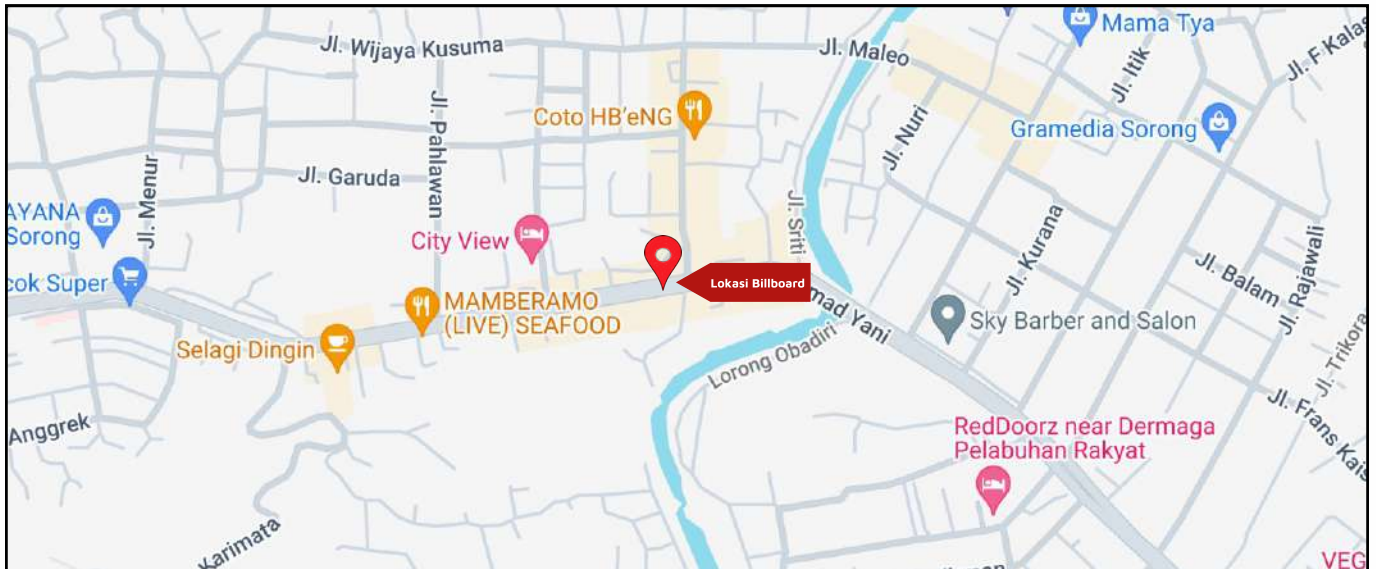 Mama Tya
Jl. Wijaya Kusuma
Jl. Maleo
Jl. Itik
Jl. F Kalas
Coto HB'eNG
Jl. Pahlawan
Jl. Nuri
Gramedia Sorong
Jl. Menur
Jl. Garuda
AYANA
Sorong
City View
Jl. Sriti
Jl. Kurana
Jl. Rajawali
Jl. Balam
cok Super
Lokasi Billboard
MAMBERAMO
(LIVE) SEAFOOD
mad Yani
Sky Barber and Salon
Selagi Dingin
Lorong Obadiri
Jl. Trikora
Anggrek
Jl. Frans Kais
RedDoorz near Dermaga
Pelabuhan Rakyat
Karimata
VEG